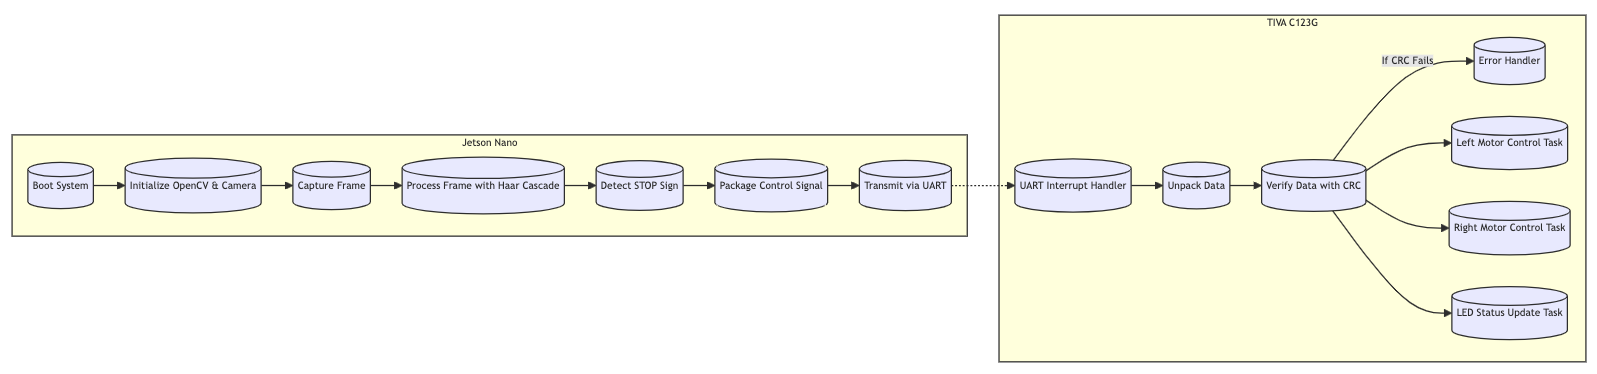 Jetson Nano
Boot System
Initialize OpenCV & Camera
Capture Frame
Process Frame with Haar Cascade
Detect STOP Sign
Package Control Signal
Transmit via UART
TIVA C123G
UART Interrupt Handler
Unpack Data
Verify Data with CRC
If CRC Fails
Error Handler
Left Motor Control Task
Right Motor Control Task
LED Status Update Task